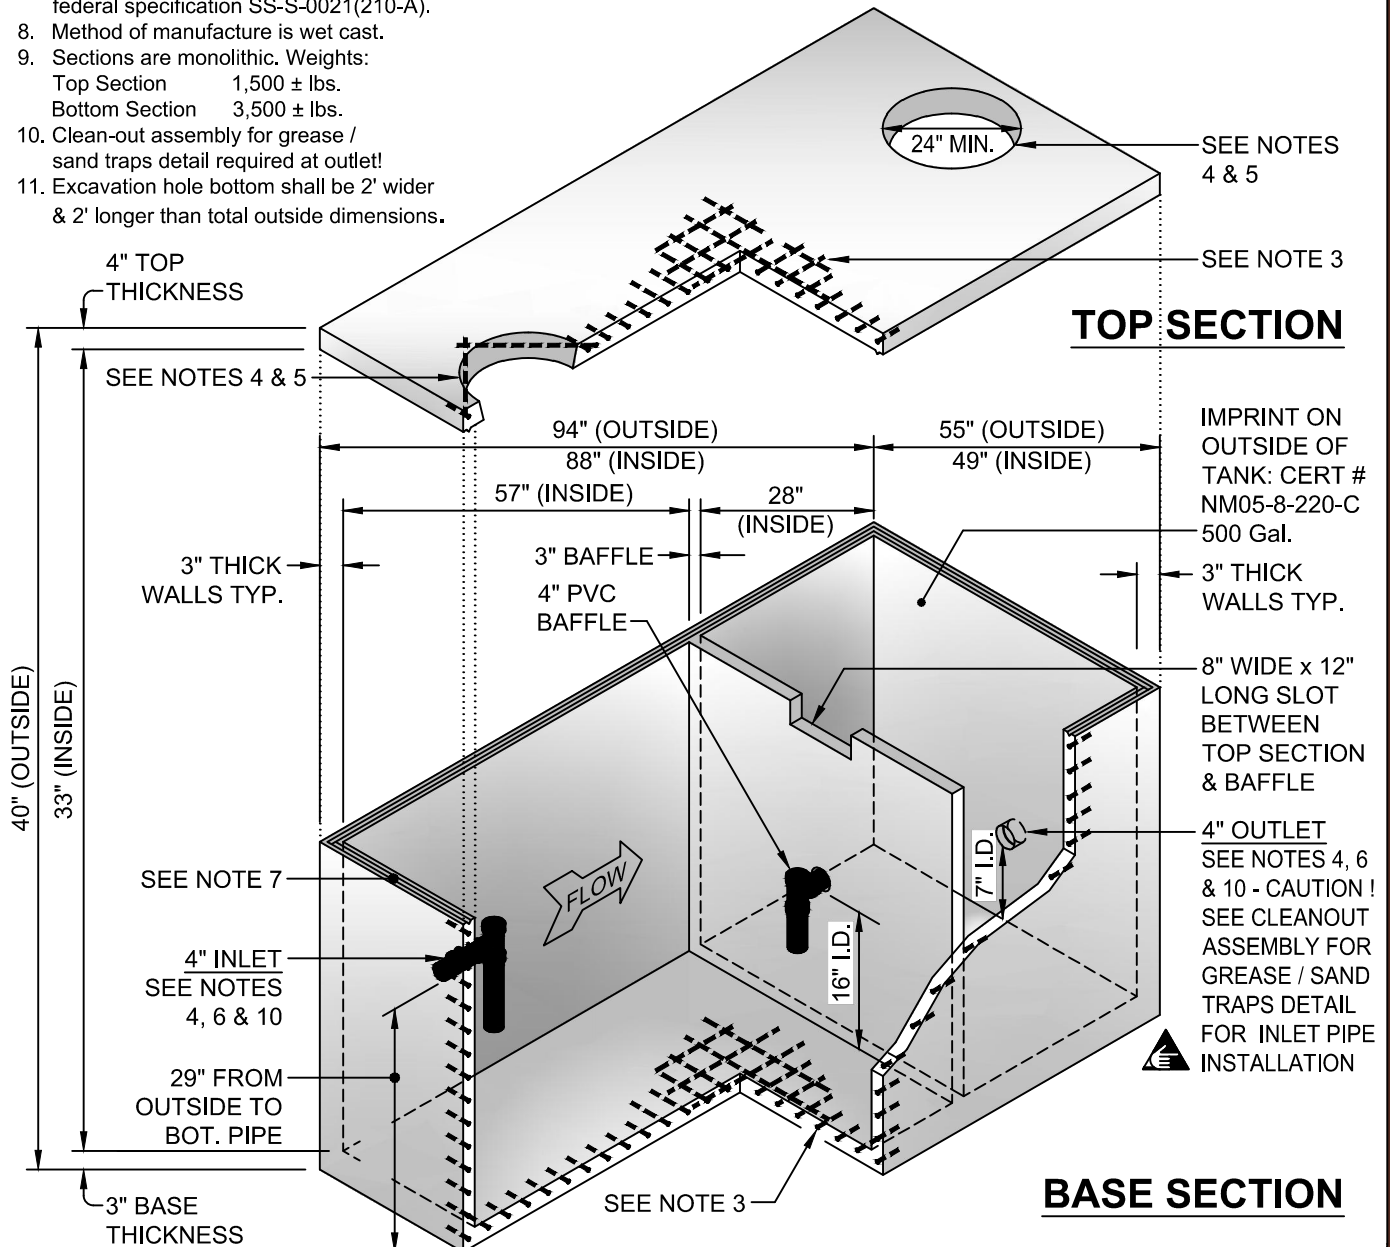 federal specification SS-S-0021(210-A).
8. Method of manufacture is wet cast.
9. Sections are monolithic. Weights:
Top Section 1,500 ± lbs.
Bottom Section 3,500 ± lbs.
10. Clean-out assembly for grease /
sand traps detail required at outlet!
11. Excavation hole bottom shall be 2' wider
& 2' longer than total outside dimensions.
24" MIN.
SEE NOTES
4 & 5
SEE NOTE 3
TOP SECTION
4" TOP
THICKNESS
SEE NOTES 4 & 5
94" (OUTSIDE)
88" (INSIDE)
55" (OUTSIDE)
49" (INSIDE)
57" (INSIDE)
28"
(INSIDE)
IMPRINT ON
OUTSIDE OF
TANK: CERT #
NM05-8-220-C
500 Gal.
3" THICK
WALLS TYP.
3" BAFFLE
4" PVC
BAFFLE
3" THICK
WALLS TYP.
8" WIDE x 12"
LONG SLOT
BETWEEN
TOP SECTION
& BAFFLE
40" (OUTSIDE)
33" (INSIDE)
SEE NOTE 7
FLOW
7" I.D.
16" I.D.
4" OUTLET
SEE NOTES 4, 6
& 10 - CAUTION !
SEE CLEANOUT
ASSEMBLY FOR
GREASE / SAND
TRAPS DETAIL
FOR INLET PIPE
INSTALLATION
4" INLET
SEE NOTES
4, 6 & 10
29" FROM
OUTSIDE TO
BOT. PIPE
3" BASE
THICKNESS
SEE NOTE 3
BASE SECTION